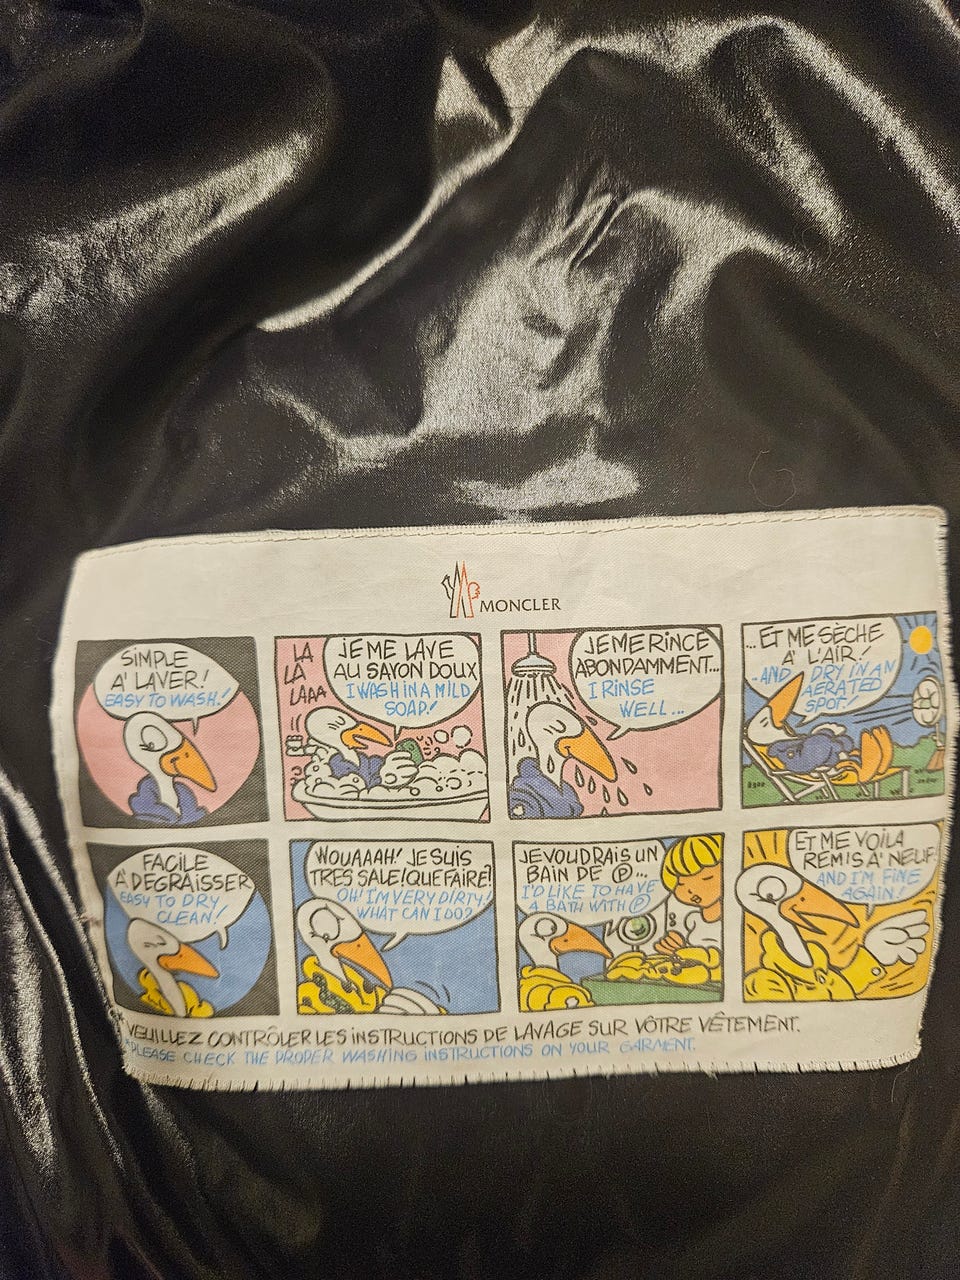 MONCLER
SIMPLE
A' LAVER!
EASY TO WASH!
LA
LA
LAAA
JE ME LAVE
AU SAVON DOUX
I WASH IN A MILD
SOAP!
JE ME RINCE
ABONDAMMENT...
I RINSE
WELL...
...ET ME SÈCHE
A' L'AIR!
..AND I DRY IN AN
AERATED
SPOT!
FACILE
A' DEGRAISSER
EASY TO DRY
CLEAN!
WOUAAAH! JE SUIS
TRES SALE! QUE FAIRE?
OH! I'M VERY DIRTY!
WHAT CAN I DO?
JE VOUDRAIS UN
BAIN DE Ⓟ...
I'D LIKE TO HAVE
A BATH WITH Ⓟ
ET ME VOILA
REMIS A' NEUF!
AND I'M FINE
AGAIN!
* VEUILLEZ CONTRÔLER LES INSTRUCTIONS DE LAVAGE SUR VÔTRE VÊTEMENT.
*PLEASE CHECK THE PROPER WASHING INSTRUCTIONS ON YOUR GARMENT.